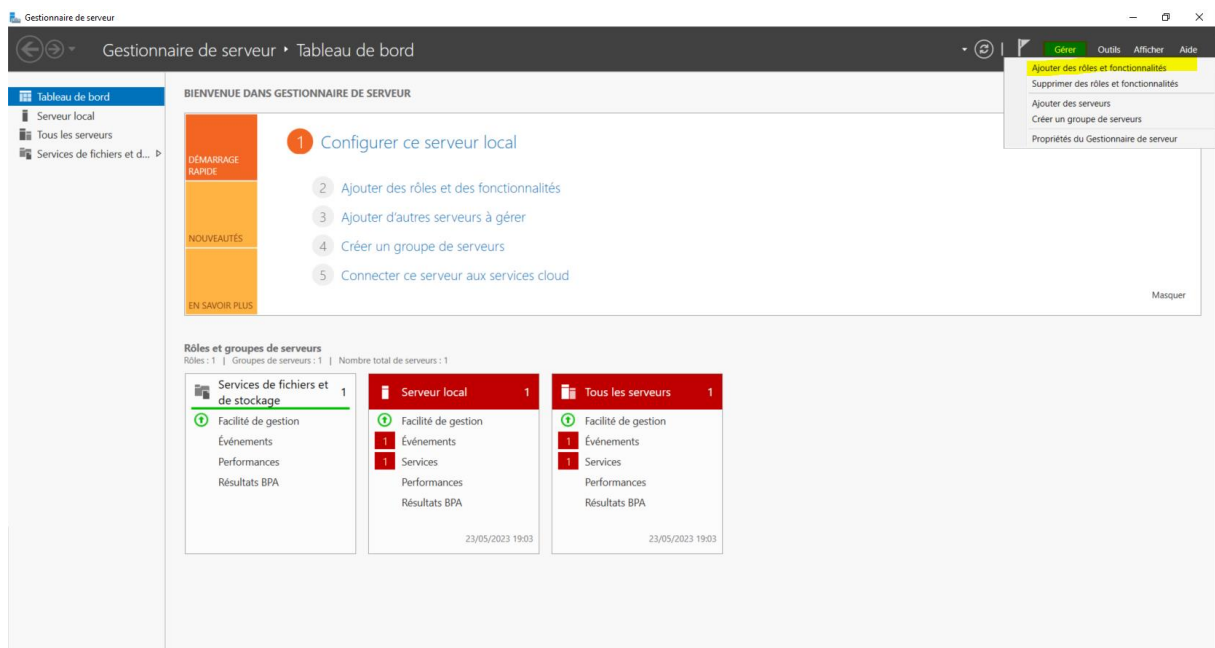 Gestionnaire de serveur
Gestionnaire de serveur ‣ Tableau de bord
Gérer Outils Afficher Aide
Ajouter des rôles et fonctionnalités
Supprimer des rôles et fonctionnalités
Ajouter des serveurs
Créer un groupe de serveurs
Propriétés du Gestionnaire de serveur
Tableau de bord
Serveur local
Tous les serveurs
Services de fichiers et d...
BIENVENUE DANS GESTIONNAIRE DE SERVEUR
DÉMARRAGE
RAPIDE
NOUVEAUTÉS
EN SAVOIR PLUS
1 Configurer ce serveur local
2 Ajouter des rôles et des fonctionnalités
3 Ajouter d'autres serveurs à gérer
4 Créer un groupe de serveurs
5 Connecter ce serveur aux services cloud
Masquer
Rôles et groupes de serveurs
Rôles : 1 | Groupes de serveurs : 1 | Nombre total de serveurs : 1
Services de fichiers et
de stockage
1
Facilité de gestion
Événements
Performances
Résultats BPA
Serveur local 1
Facilité de gestion
1 Événements
1 Services
Performances
Résultats BPA
23/05/2023 19:03
Tous les serveurs 1
Facilité de gestion
1 Événements
1 Services
Performances
Résultats BPA
23/05/2023 19:03